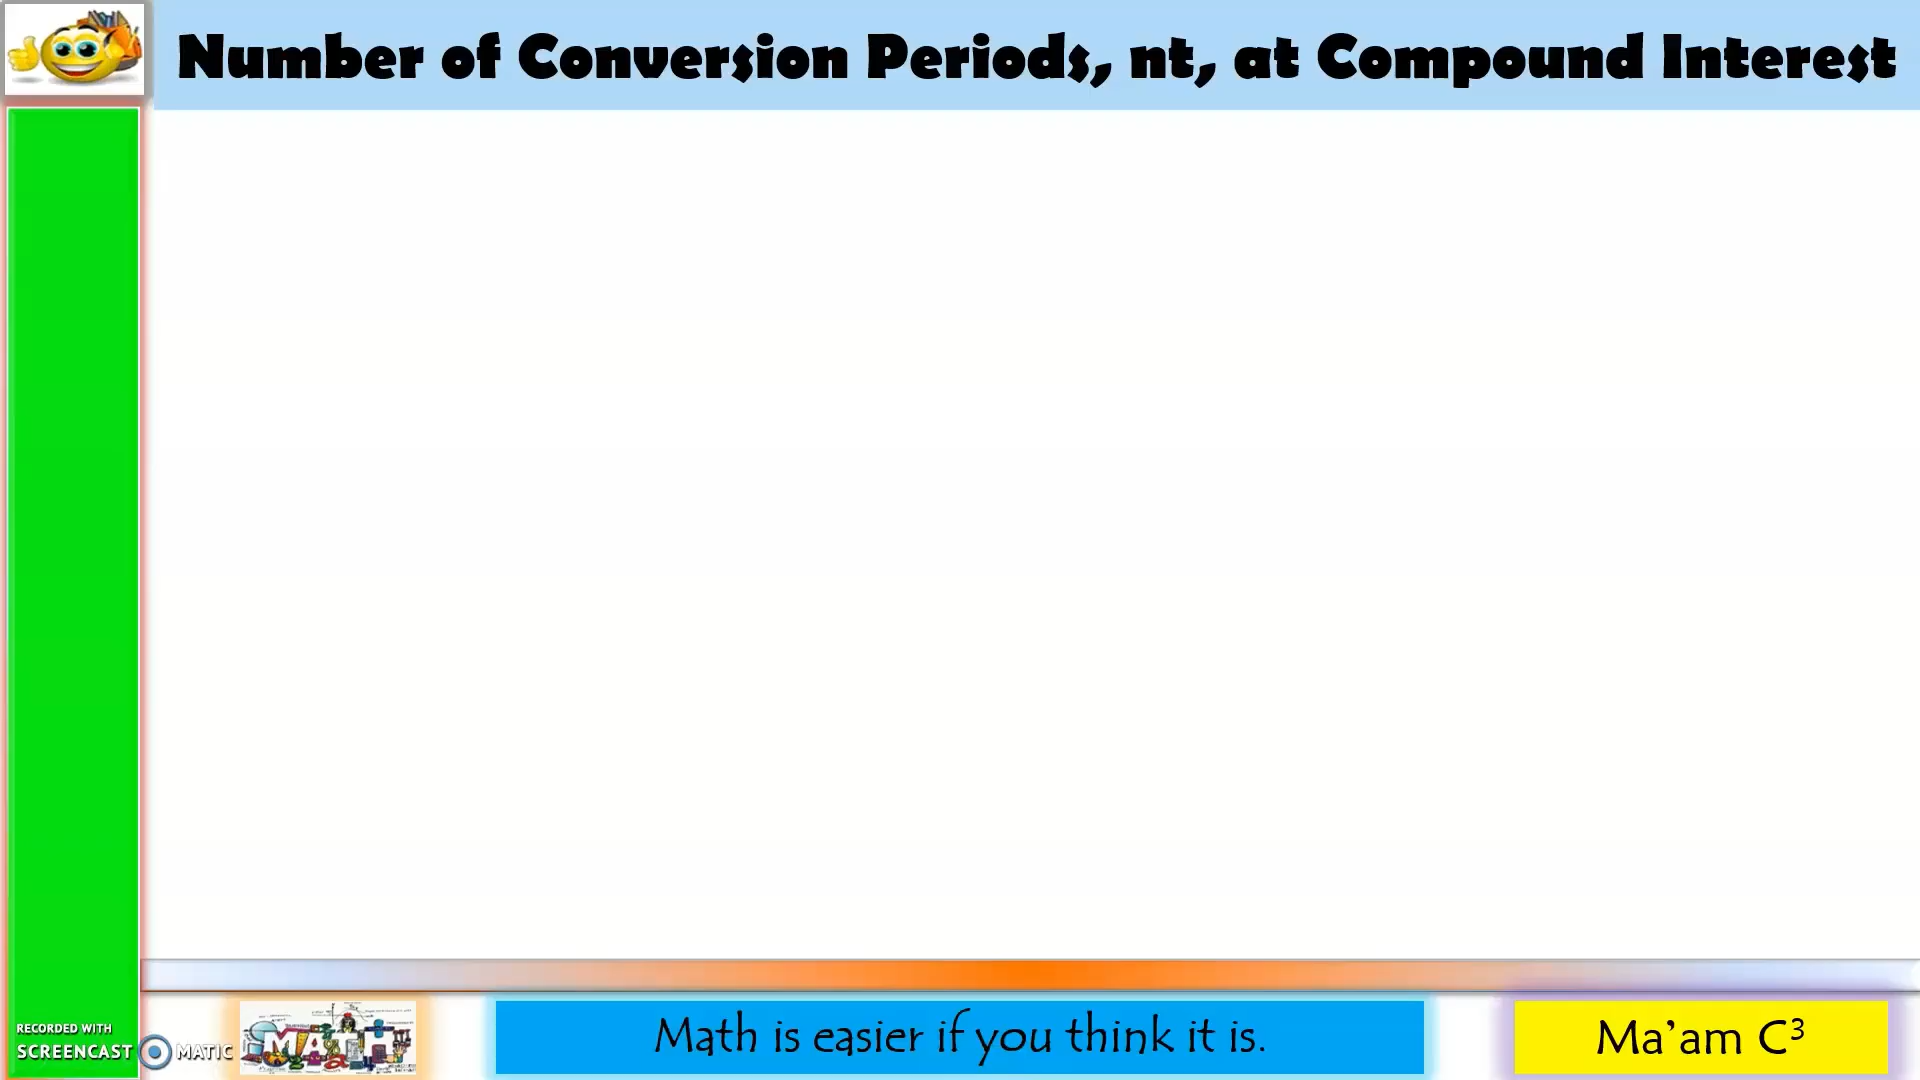 Number of Conversion Periods, nt, at Compound Interest
RECORDED WITH
SCREENCAST MATIC
MATH
Math is easier if you think it is.
Ma'am C³